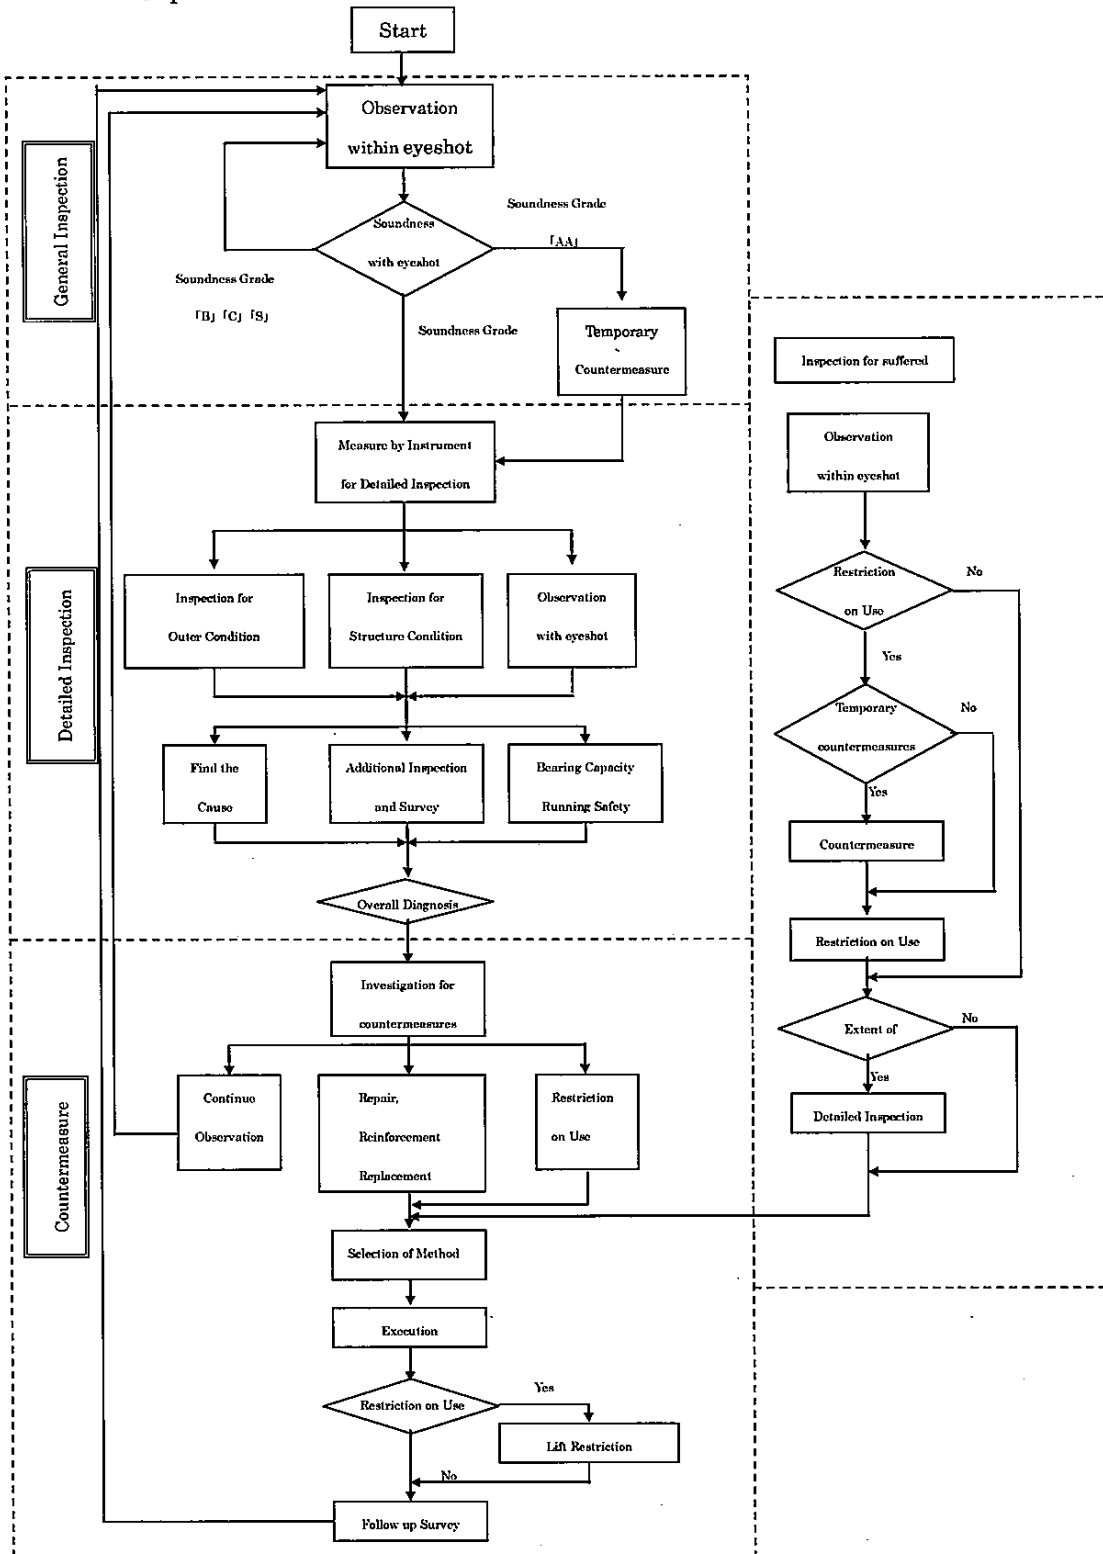 Start
General Inspection
Observation
within eyeshot
Soundness
with eyeshot
Soundness Grade
「AA」
Soundness Grade
「B」「C」「S」
Soundness Grade
Temporary
Countermeasure
Detailed Inspection
Measure by Instrument
for Detailed Inspection
Inspection for
Outer Condition
Inspection for
Structure Condition
Observation
with eyeshot
Find the
Cause
Additional Inspection
and Survey
Bearing Capacity
Running Safety
Overall Diagnosis
Countermeasure
Investigation for
countermeasures
Continue
Observation
Repair,
Reinforcement
Replacement
Restriction
on Use
Selection of Method
Execution
Restriction on Use
Yes
Lift Restriction
No
Follow up Survey
Inspection for suffered
Observation
within eyeshot
Restriction
on Use
No
Yes
Temporary
countermeasures
No
Yes
Countermeasure
Restriction on Use
Extent of
No
Yes
Detailed Inspection